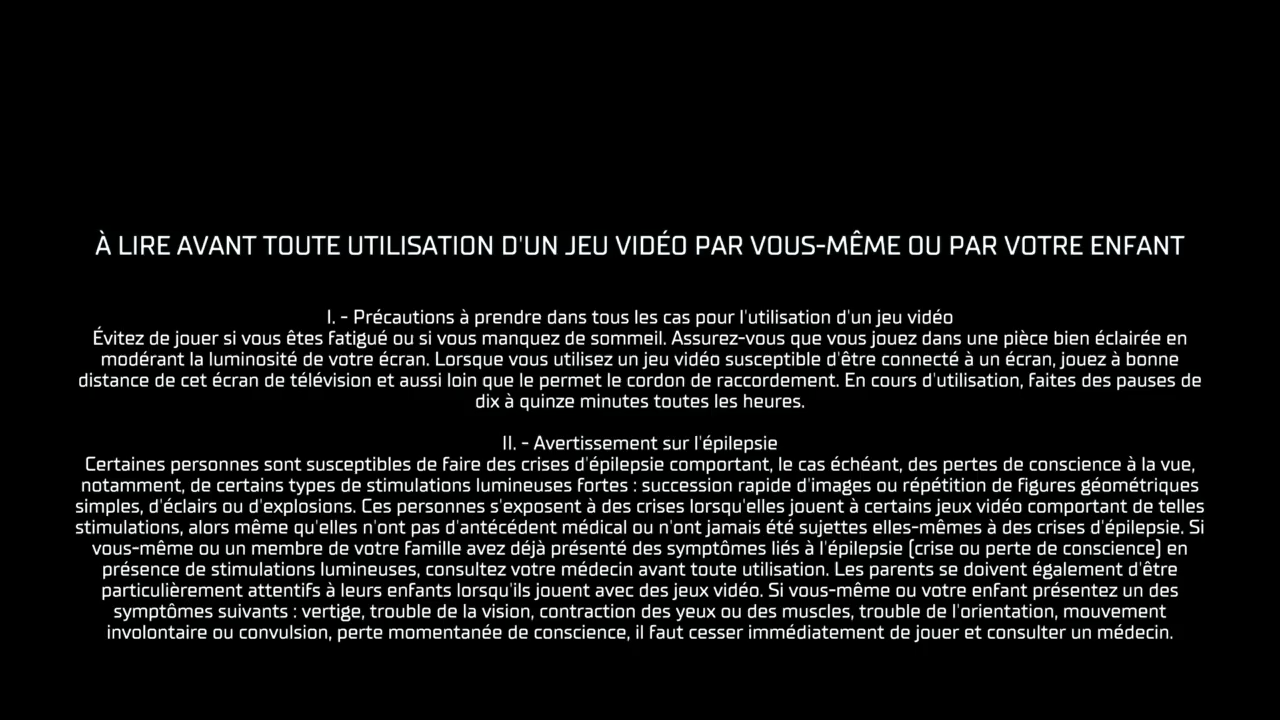 À LIRE AVANT TOUTE UTILISATION D'UN JEU VIDÉO PAR VOUS-MÊME OU PAR VOTRE ENFANT
I. - Précautions à prendre dans tous les cas pour l'utilisation d'un jeu vidéo
Évitez de jouer si vous êtes fatigué ou si vous manquez de sommeil. Assurez-vous que vous jouez dans une pièce bien éclairée en
modérant la luminosité de votre écran. Lorsque vous utilisez un jeu vidéo susceptible d'être connecté à un écran, jouez à bonne
distance de cet écran de télévision et aussi loin que le permet le cordon de raccordement. En cours d'utilisation, faites des pauses de
dix à quinze minutes toutes les heures.
II. - Avertissement sur l'épilepsie
Certaines personnes sont susceptibles de faire des crises d'épilepsie comportant, le cas échéant, des pertes de conscience à la vue,
notamment, de certains types de stimulations lumineuses fortes : succession rapide d'images ou répétition de figures géométriques
simples, d'éclairs ou d'explosions. Ces personnes s'exposent à des crises lorsqu'elles jouent à certains jeux vidéo comportant de telles
stimulations, alors même qu'elles n'ont pas d'antécédent médical ou n'ont jamais été sujettes elles-mêmes à des crises d'épilepsie. Si
vous-même ou un membre de votre famille avez déjà présenté des symptômes liés à l'épilepsie (crise ou perte de conscience) en
présence de stimulations lumineuses, consultez votre médecin avant toute utilisation. Les parents se doivent également d'être
particulièrement attentifs à leurs enfants lorsqu'ils jouent avec des jeux vidéo. Si vous-même ou votre enfant présentez un des
symptômes suivants : vertige, trouble de la vision, contraction des yeux ou des muscles, trouble de l'orientation, mouvement
involontaire ou convulsion, perte momentanée de conscience, il faut cesser immédiatement de jouer et consulter un médecin.